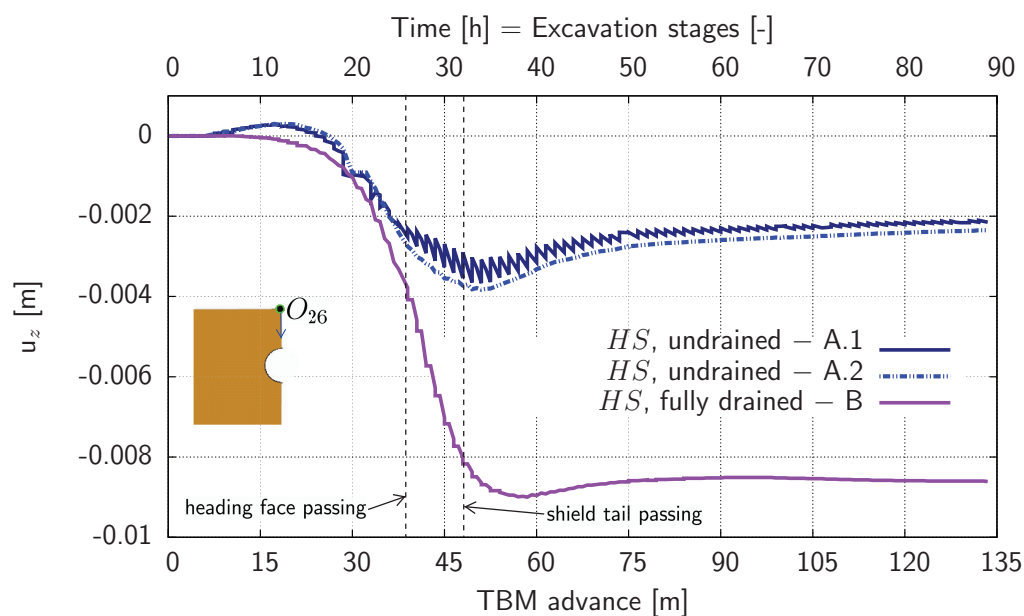 Time [h] = Excavation stages [-]
0 10 20 30 40 50 60 70 80 90
0
-0.002
-0.004
-0.006
-0.008
-0.01
u_z [m]
O_26
HS, undrained – A.1
HS, undrained – A.2
HS, fully drained – B
heading face passing
shield tail passing
0 15 30 45 60 75 90 105 120 135
TBM advance [m]